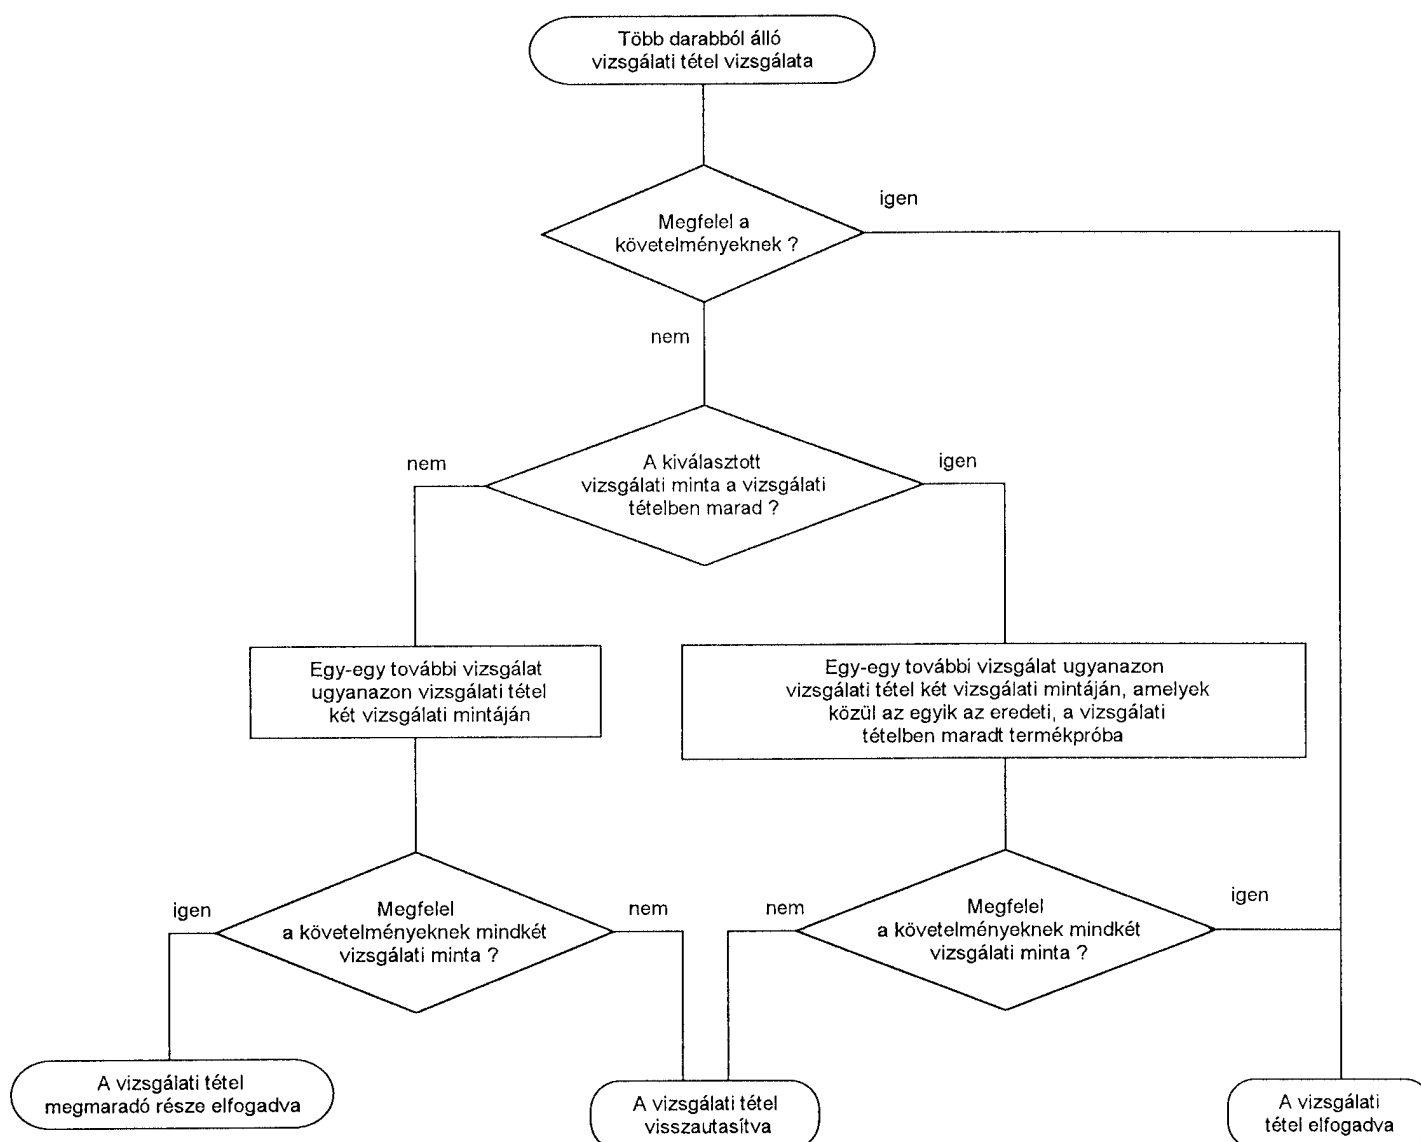 Több darabból álló
vizsgálati tétel vizsgálata
igen
Megfelel a
követelményeknek ?
nem
nem
igen
A kiválasztott
vizsgálati minta a vizsgálati
tételben marad ?
Egy-egy további vizsgálat
ugyanazon vizsgálati tétel
két vizsgálati mintáján
Egy-egy további vizsgálat ugyanazon
vizsgálati tétel két vizsgálati mintáján, amelyek
közül az egyik az eredeti, a vizsgálati
tételben maradt termékpróba
igen
Megfelel
a követelményeknek mindkét
vizsgálati minta ?
nem
nem
Megfelel
a követelményeknek mindkét
vizsgálati minta ?
igen
A vizsgálati tétel
megmaradó része elfogadva
A vizsgálati tétel
visszautasítva
A vizsgálati
tétel elfogadva